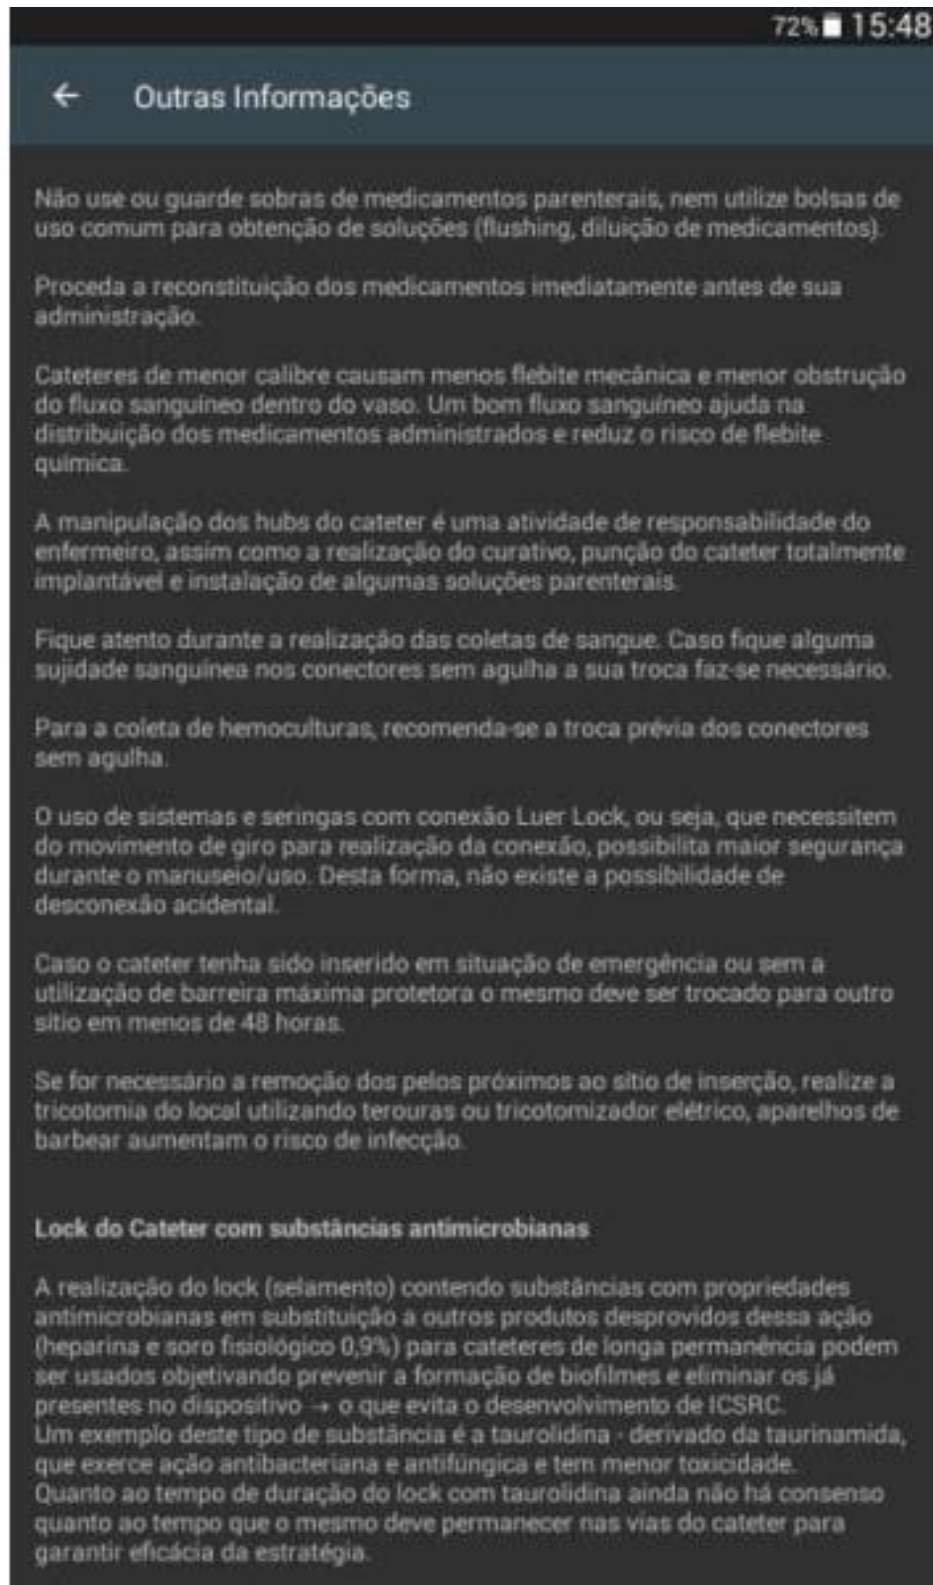 72% 15:48
← Outras Informações
Não use ou guarde sobras de medicamentos parenterais, nem utilize bolsas de
uso comum para obtenção de soluções (flushing, diluição de medicamentos).
Proceda a reconstituição dos medicamentos imediatamente antes de sua
administração.
Cateteres de menor calibre causam menos flebite mecânica e menor obstrução
do fluxo sanguíneo dentro do vaso. Um bom fluxo sanguíneo ajuda na
distribuição dos medicamentos administrados e reduz o risco de flebite
química.
A manipulação dos hubs do cateter é uma atividade de responsabilidade do
enfermeiro, assim como a realização do curativo, punção do cateter totalmente
implantável e instalação de algumas soluções parenterais.
Fique atento durante a realização das coletas de sangue. Caso fique alguma
sujidade sanguínea nos conectores sem agulha a sua troca faz-se necessário.
Para a coleta de hemoculturas, recomenda-se a troca prévia dos conectores
sem agulha.
O uso de sistemas e seringas com conexão Luer Lock, ou seja, que necessitem
do movimento de giro para realização da conexão, possibilita maior segurança
durante o manuseio/uso. Desta forma, não existe a possibilidade de
desconexão acidental.
Caso o cateter tenha sido inserido em situação de emergência ou sem a
utilização de barreira máxima protetora o mesmo deve ser trocado para outro
sítio em menos de 48 horas.
Se for necessário a remoção dos pelos próximos ao sítio de inserção, realize a
tricotomia do local utilizando terouras ou tricotomizador elétrico, aparelhos de
barbear aumentam o risco de infecção.
Lock do Cateter com substâncias antimicrobianas
A realização do lock (selamento) contendo substâncias com propriedades
antimicrobianas em substituição a outros produtos desprovidos dessa ação
(heparina e soro fisiológico 0,9%) para cateteres de longa permanência podem
ser usados objetivando prevenir a formação de biofilmes e eliminar os já
presentes no dispositivo → o que evita o desenvolvimento de ICSRC.
Um exemplo deste tipo de substância é a taurolidina - derivado da taurinamida,
que exerce ação antibacteriana e antifúngica e tem menor toxicidade.
Quanto ao tempo de duração do lock com taurolidina ainda não há consenso
quanto ao tempo que o mesmo deve permanecer nas vias do cateter para
garantir eficácia da estratégia.